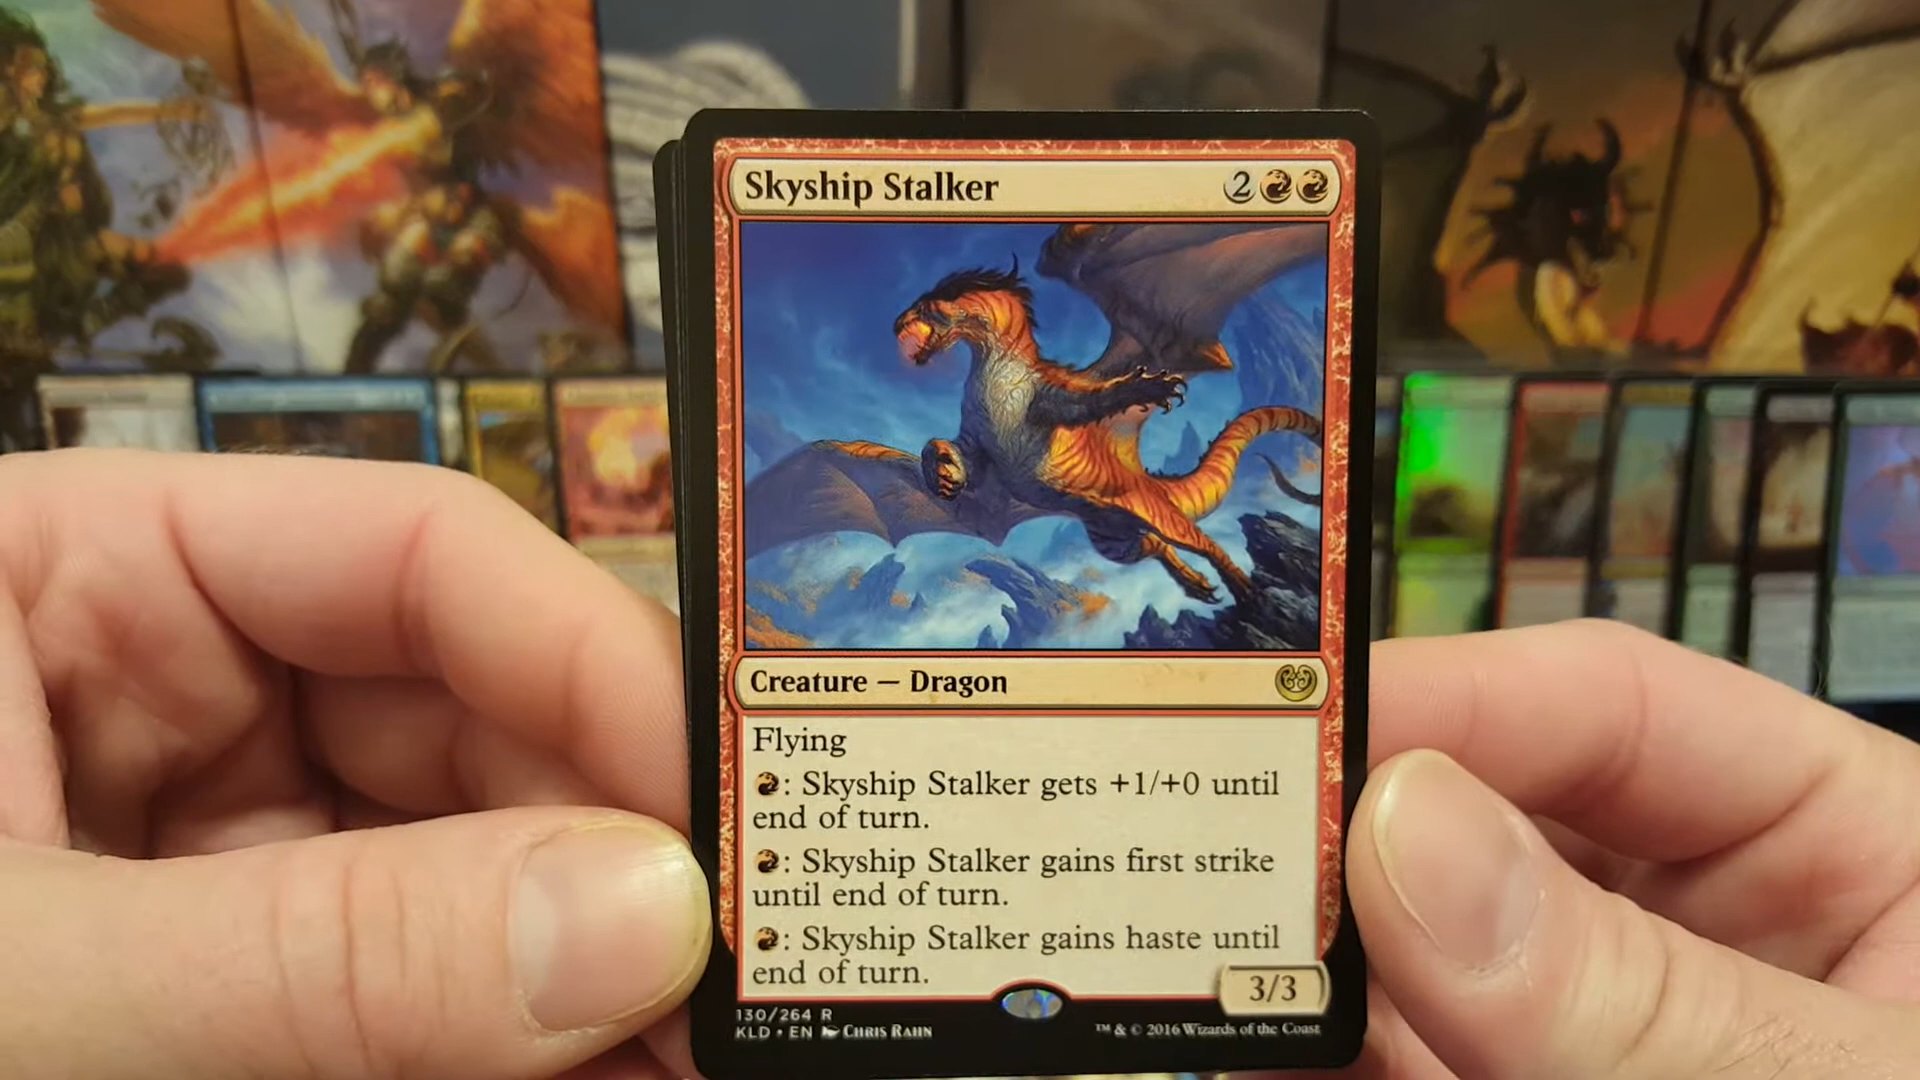 Skyship Stalker 2
Creature — Dragon
Flying
: Skyship Stalker gets +1/+0 until
end of turn.
: Skyship Stalker gains first strike
until end of turn.
: Skyship Stalker gains haste until
end of turn.
3/3
130/264 R
KLD • EN Chris Rahn
™ & © 2016 Wizards of the Coast